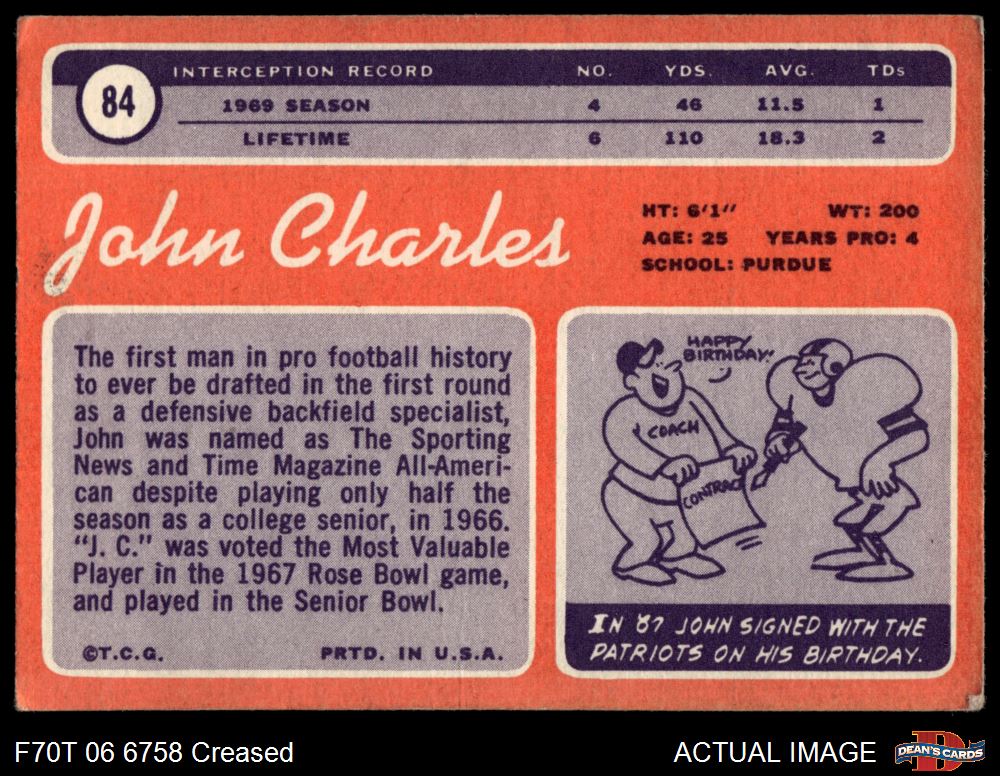 84
INTERCEPTION RECORD NO. YDS. AVG. TDs
1969 SEASON 4 46 11.5 1
LIFETIME 6 110 18.3 2
John Charles
HT: 6'1" WT: 200
AGE: 25 YEARS PRO: 4
SCHOOL: PURDUE
The first man in pro football history
to ever be drafted in the first round
as a defensive backfield specialist,
John was named as The Sporting
News and Time Magazine All-Ameri-
can despite playing only half the
season as a college senior, in 1966.
"J. C." was voted the Most Valuable
Player in the 1967 Rose Bowl game,
and played in the Senior Bowl.
©T.C.G. PRTD. IN U.S.A.
HAPPY
BIRTHDAY!
COACH
CONTRACT
IN '67 JOHN SIGNED WITH THE
PATRIOTS ON HIS BIRTHDAY.
F70T 06 6758 Creased
ACTUAL IMAGE
DEAN'S CARDS